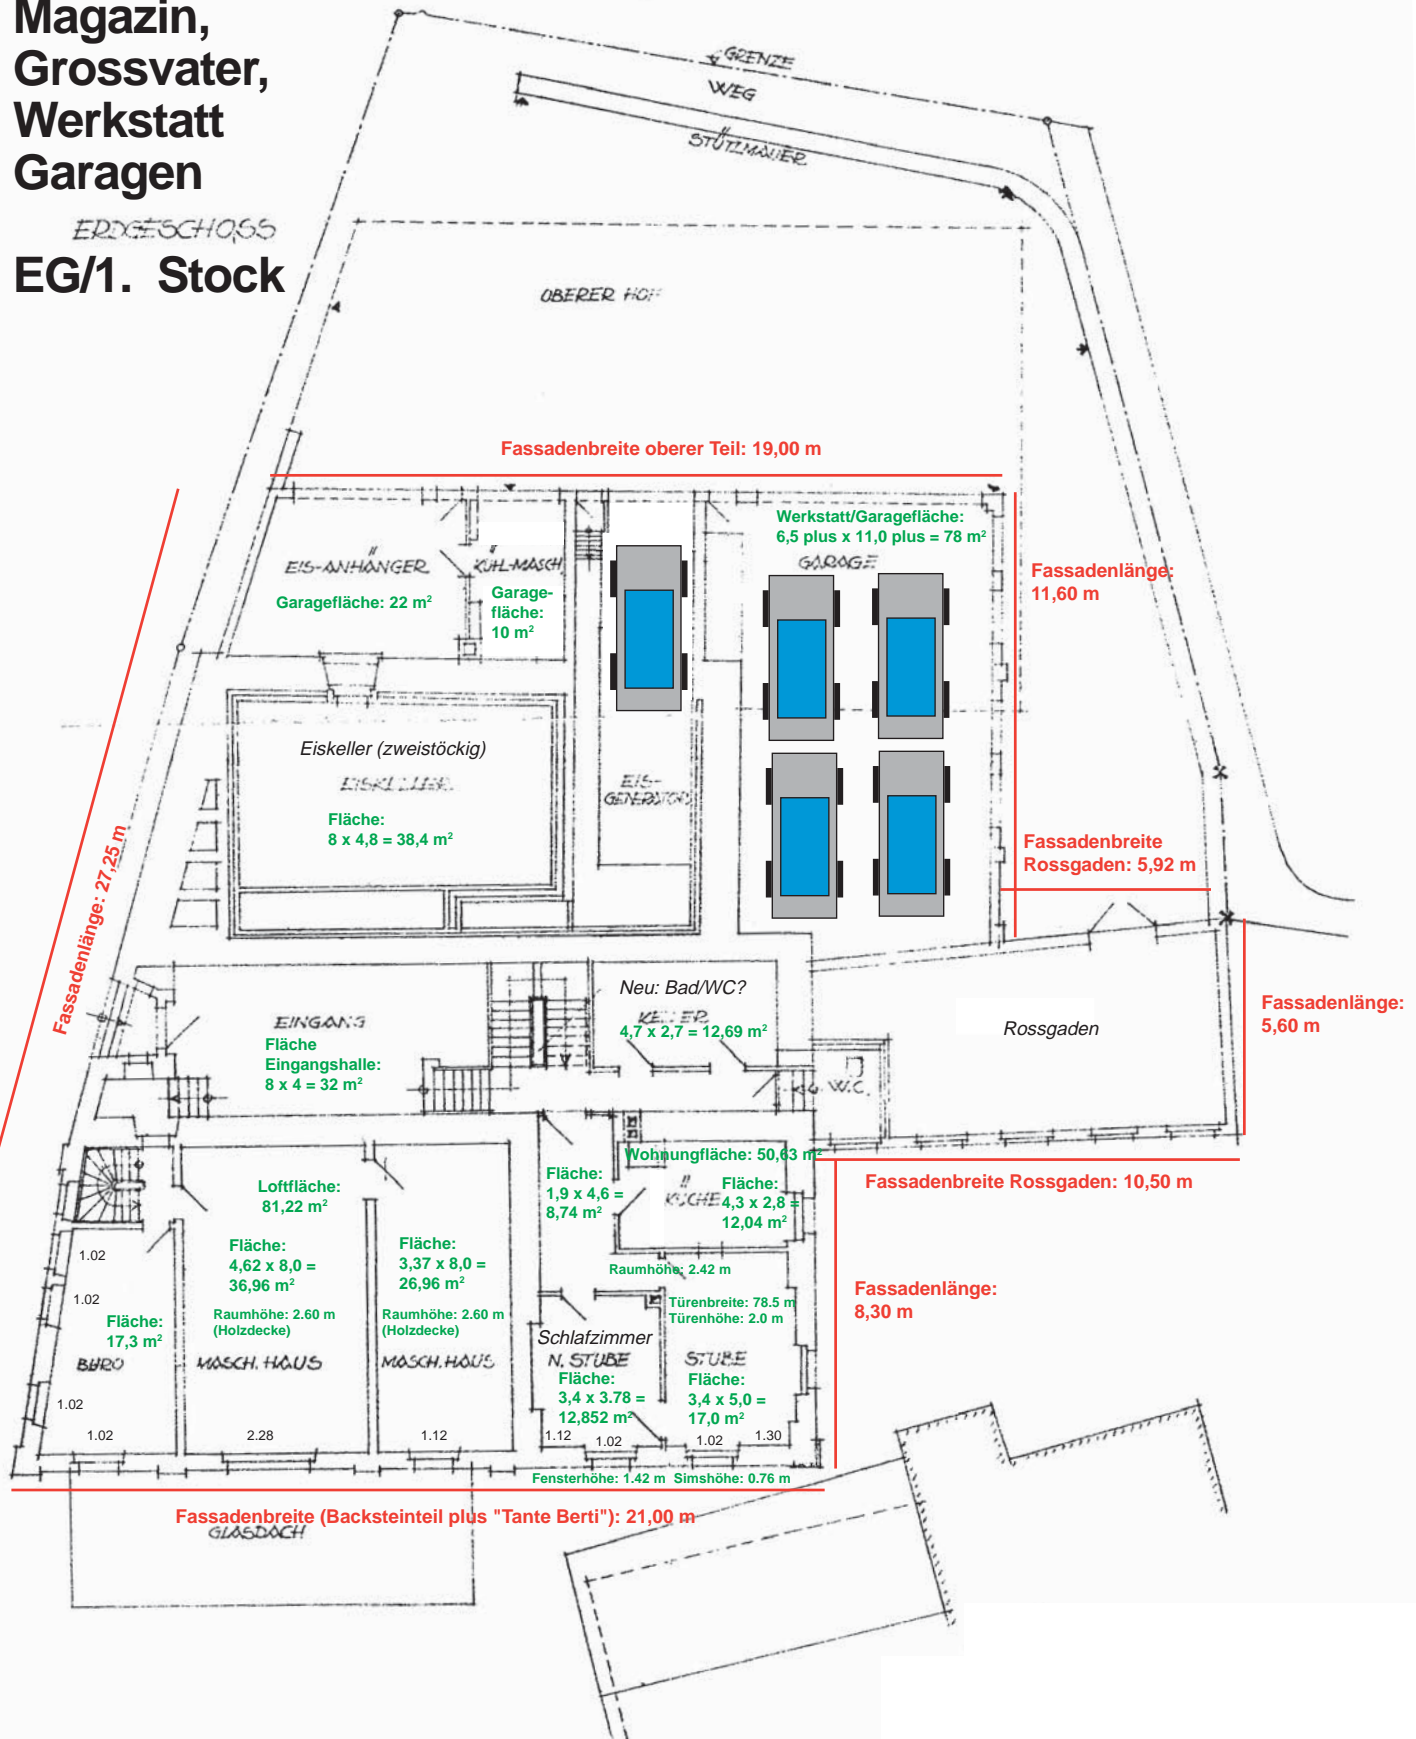 Magazin,
Grossvater,
Werkstatt
Garagen
ERDGESCHOSS
EG/1. Stock
GRENZE
WEG
STÜTZMAUER
OBERER HOF
Fassadenbreite oberer Teil: 19,00 m
Werkstatt/Garagefläche:
6,5 plus x 11,0 plus = 78 m²
GARAGE
EIS-ANHÄNGER
KÜHL-MASCH
Garagefläche: 22 m²
Garage-
fläche:
10 m²
Fassadenlänge:
11,60 m
Eiskeller (zweistöckig)
EISKELLER
Fläche:
8 x 4,8 = 38,4 m²
EIS-
GENERATOR
Fassadenbreite
Rossgaden: 5,92 m
Fassadenlänge: 27,25 m
Neu: Bad/WC?
KELLER
4,7 x 2,7 = 12,69 m²
EINGANG
Fläche
Eingangshalle:
8 x 4 = 32 m²
Rossgaden
Fassadenlänge:
5,60 m
W.C.
Wohnungfläche: 50,63 m²
Fassadenbreite Rossgaden: 10,50 m
Fläche:
1,9 x 4,6 =
8,74 m²
KÜCHE
Fläche:
4,3 x 2,8 =
12,04 m²
Loftfläche:
81,22 m²
Fläche:
4,62 x 8,0 =
36,96 m²
Fläche:
3,37 x 8,0 =
26,96 m²
1.02
1.02
Raumhöhe: 2.42 m
Raumhöhe: 2.60 m
(Holzdecke)
Raumhöhe: 2.60 m
(Holzdecke)
Türenbreite: 78.5 m
Türenhöhe: 2.0 m
Fassadenlänge:
8,30 m
Fläche:
17,3 m²
BÜRO
MASCH. HAUS
MASCH. HAUS
Schlafzimmer
N. STUBE
STUBE
Fläche:
3,4 x 3.78 =
12,852 m²
Fläche:
3,4 x 5,0 =
17,0 m²
1.02
1.02
2.28
1.12
1.12
1.02
1.02
1.30
Fensterhöhe: 1.42 m Simshöhe: 0.76 m
Fassadenbreite (Backsteinteil plus "Tante Berti"): 21,00 m
GLASDACH